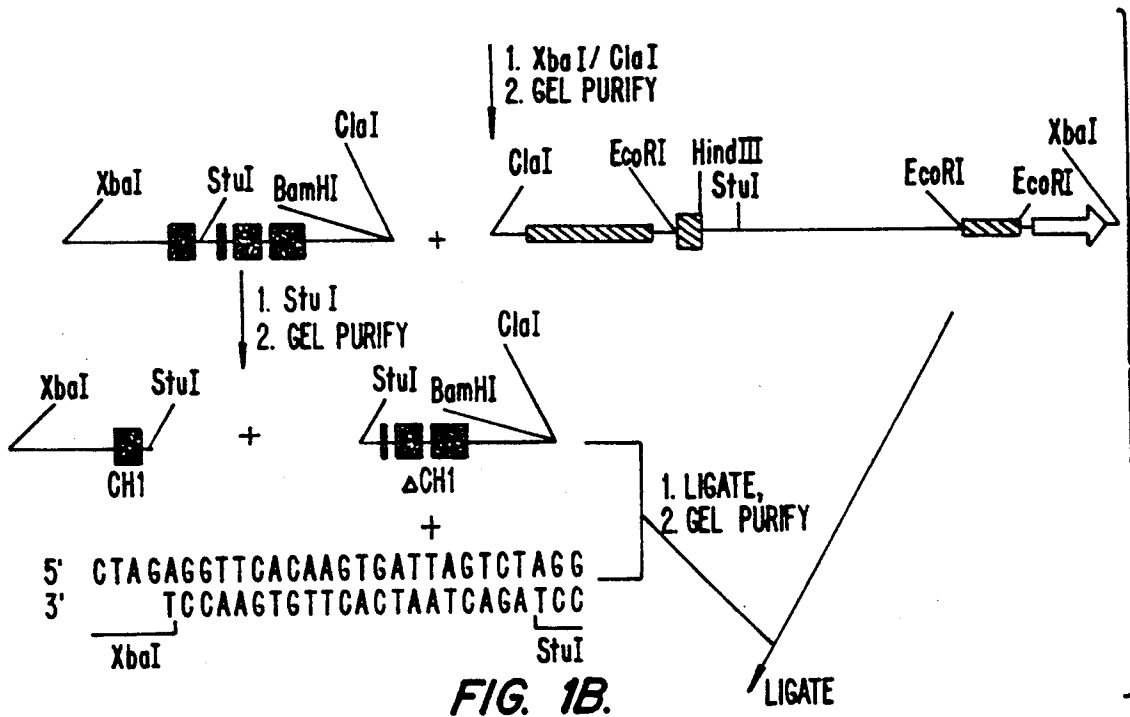 1. XbaI/ClaI
2. GEL PURIFY
XbaI
StuI
BamHI
ClaI
+
ClaI
EcoRI
HindIII
StuI
EcoRI
EcoRI
XbaI
1. StuI
2. GEL PURIFY
XbaI
StuI
CH1
+
StuI
BamHI
ClaI
ΔCH1
+
1. LIGATE,
2. GEL PURIFY
5' CTAGAGGTTCACAAGTGATTAGTCTAGG
3' TCCAAGTGTTCACTAATCAGATCC
XbaI
StuI
LIGATE
FIG. 1B.